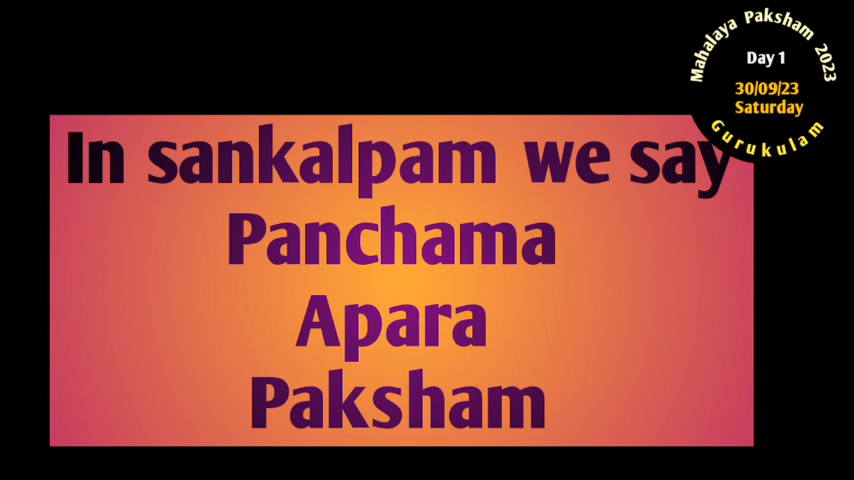 Mahalaya Paksham 2023
Day 1
30/09/23
Saturday
Gurukulam
In sankalpam we say
Panchama
Apara
Paksham